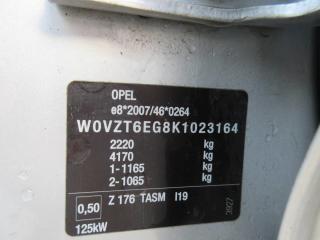 OPEL
e8*2007/46*0264
W0VZT6EG8K1023164
2220 kg
4170 kg
1-1165 kg
2-1065 kg
0,50 Z 176 TASM I19
125kW